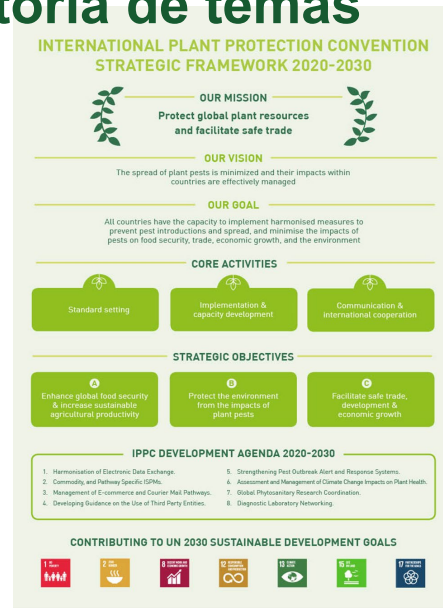 toria de temas
INTERNATIONAL PLANT PROTECTION CONVENTION
STRATEGIC FRAMEWORK 2020-2030
OUR MISSION
Protect global plant resources
and facilitate safe trade
OUR VISION
The spread of plant pests is minimized and their impacts within
countries are effectively managed
OUR GOAL
All countries have the capacity to implement harmonised measures to
prevent pest introductions and spread, and minimise the impacts of
pests on food security, trade, economic growth, and the environment
CORE ACTIVITIES
Standard setting
Implementation &
capacity development
Communication &
international cooperation
STRATEGIC OBJECTIVES
A
Enhance global food security
& increase sustainable
agricultural productivity
B
Protect the environment
from the impacts of
plant pests
C
Facilitate safe trade,
development &
economic growth
IPPC DEVELOPMENT AGENDA 2020-2030
1. Harmonisation of Electronic Data Exchange.
2. Commodity, and Pathway Specific ISPMs.
3. Management of E-commerce and Courier Mail Pathways.
4. Developing Guidance on the Use of Third Party Entities.
5. Strengthening Pest Outbreak Alert and Response Systems.
6. Assessment and Management of Climate Change Impacts on Plant Health.
7. Global Phytosanitary Research Coordination.
8. Diagnostic Laboratory Networking.
CONTRIBUTING TO UN 2030 SUSTAINABLE DEVELOPMENT GOALS
1
2
8
12
13
15
17